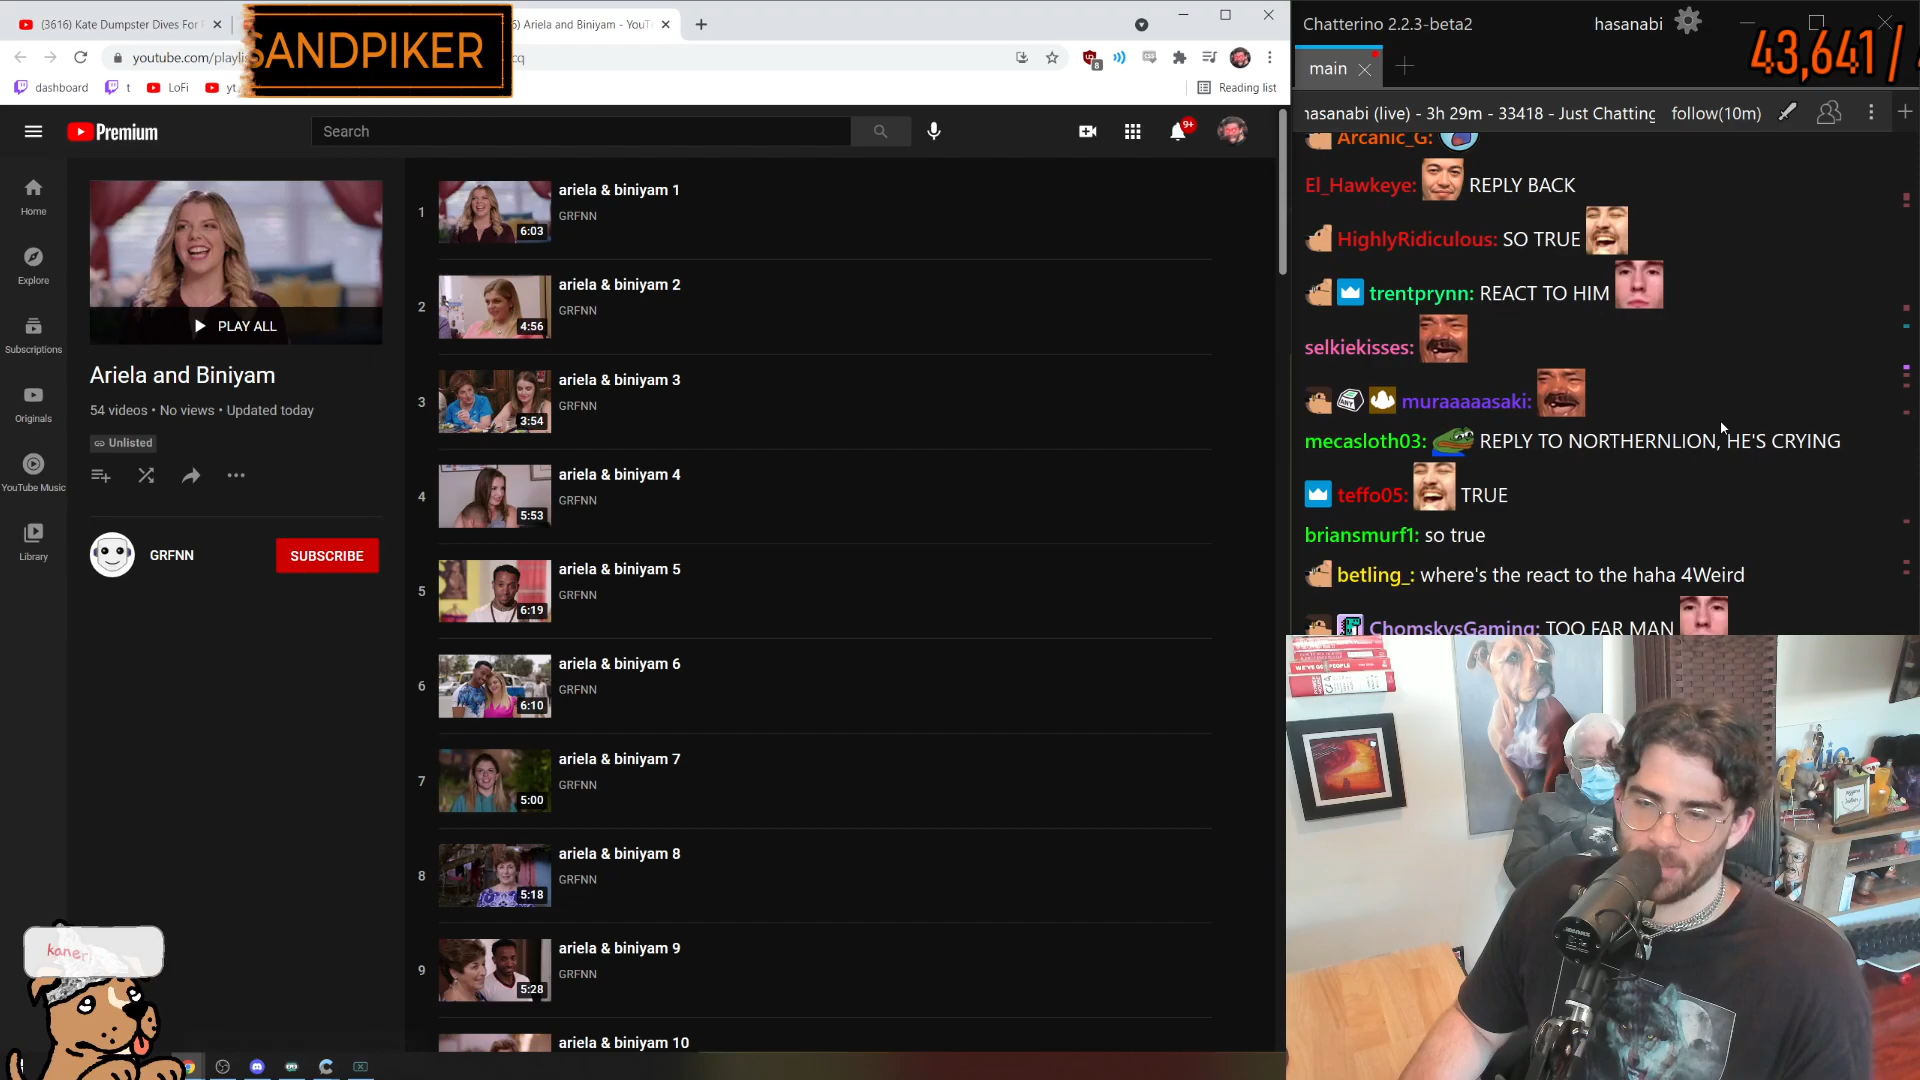 (3616) Kate Dumpster Dives For
SANDPIKER
Ariela and Biniyam - YouT
youtube.com/playlis
cq
dashboard
t
LoFi
yt
Reading list
Premium
Search
9+
Home
Explore
Subscriptions
Originals
YouTube Music
Library
PLAY ALL
Ariela and Biniyam
54 videos • No views • Updated today
Unlisted
GRFNN
SUBSCRIBE
1
6:03
ariela & biniyam 1
GRFNN
2
4:56
ariela & biniyam 2
GRFNN
3
3:54
ariela & biniyam 3
GRFNN
4
5:53
ariela & biniyam 4
GRFNN
5
6:19
ariela & biniyam 5
GRFNN
6
6:10
ariela & biniyam 6
GRFNN
7
5:00
ariela & biniyam 7
GRFNN
8
5:18
ariela & biniyam 8
GRFNN
9
5:28
ariela & biniyam 9
GRFNN
ariela & biniyam 10
kaner
Chatterino 2.2.3-beta2
hasanabi
43,641 /
main
hasanabi (live) - 3h 29m - 33418 - Just Chatting
follow(10m)
Arcanic_G:
El_Hawkeye: REPLY BACK
HighlyRidiculous: SO TRUE
trentprynn: REACT TO HIM
selkiekisses:
muraaaaasaki:
mecasloth03: REPLY TO NORTHERNLION, HE'S CRYING
teffo05: TRUE
briansmurf1: so true
betling_: where's the react to the haha 4Weird
ChomskysGaming: TOO FAR MAN